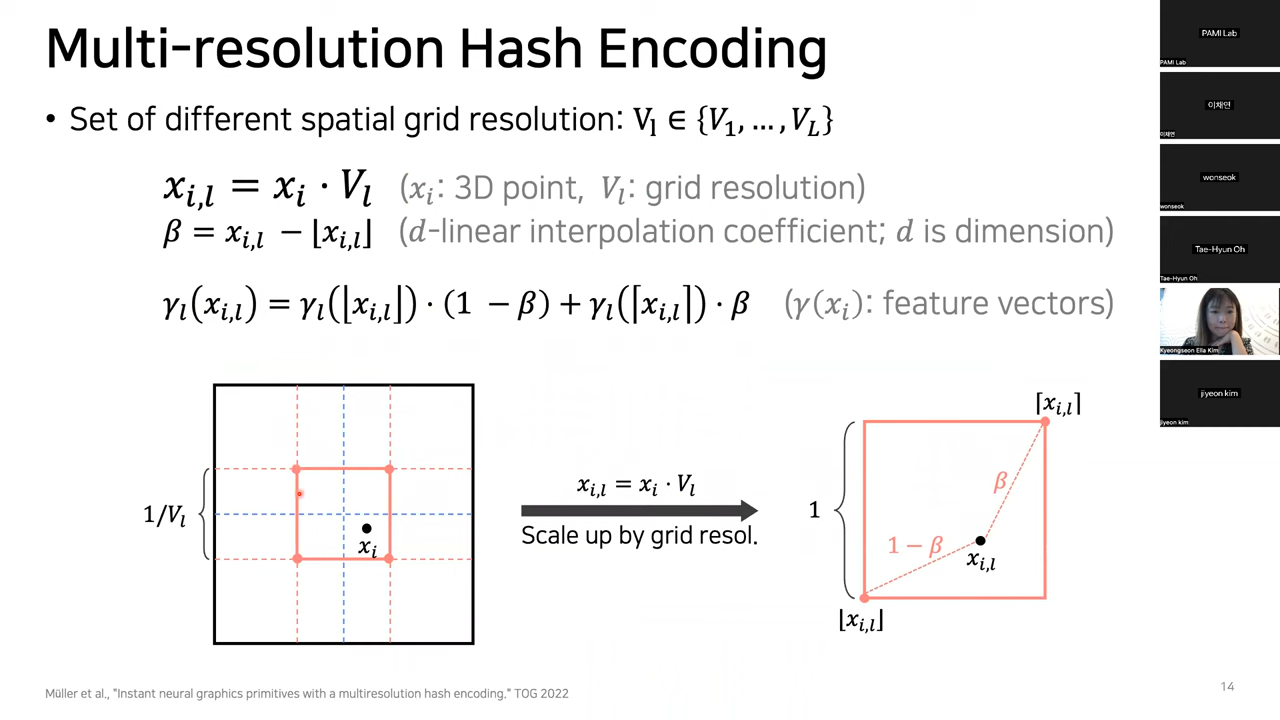 Multi-resolution Hash Encoding
• Set of different spatial grid resolution: V_l ∈ {V_1, … , V_L}
x_{i,l} = x_i · V_l (x_i: 3D point, V_l: grid resolution)
β = x_{i,l} − ⌊x_{i,l}⌋ (d-linear interpolation coefficient; d is dimension)
γ_l(x_{i,l}) = γ_l(⌊x_{i,l}⌋) · (1 − β) + γ_l(⌈x_{i,l}⌉) · β (γ(x_i): feature vectors)
1/V_l
x_i
x_{i,l} = x_i · V_l
Scale up by grid resol.
⌈x_{i,l}⌉
β
1
1 − β
x_{i,l}
⌊x_{i,l}⌋
Müller et al., "Instant neural graphics primitives with a multiresolution hash encoding." TOG 2022
14
PAMI Lab
PAMI Lab
이채연
이채연
wonseok
wonseok
Tae-Hyun Oh
Tae-Hyun Oh
Kyeongseon Ella Kim
jiyeon kim
jiyeon kim